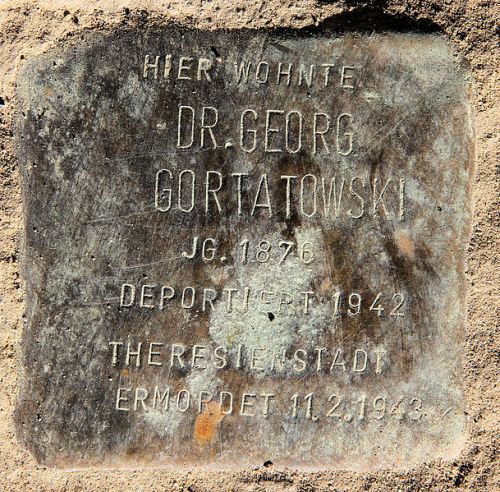 HIER WOHNTE
DR. GEORG
GORTATOWSKI
JG. 1876
DEPORTIERT 1942
THERESIENSTADT
ERMORDET 11.2.1943